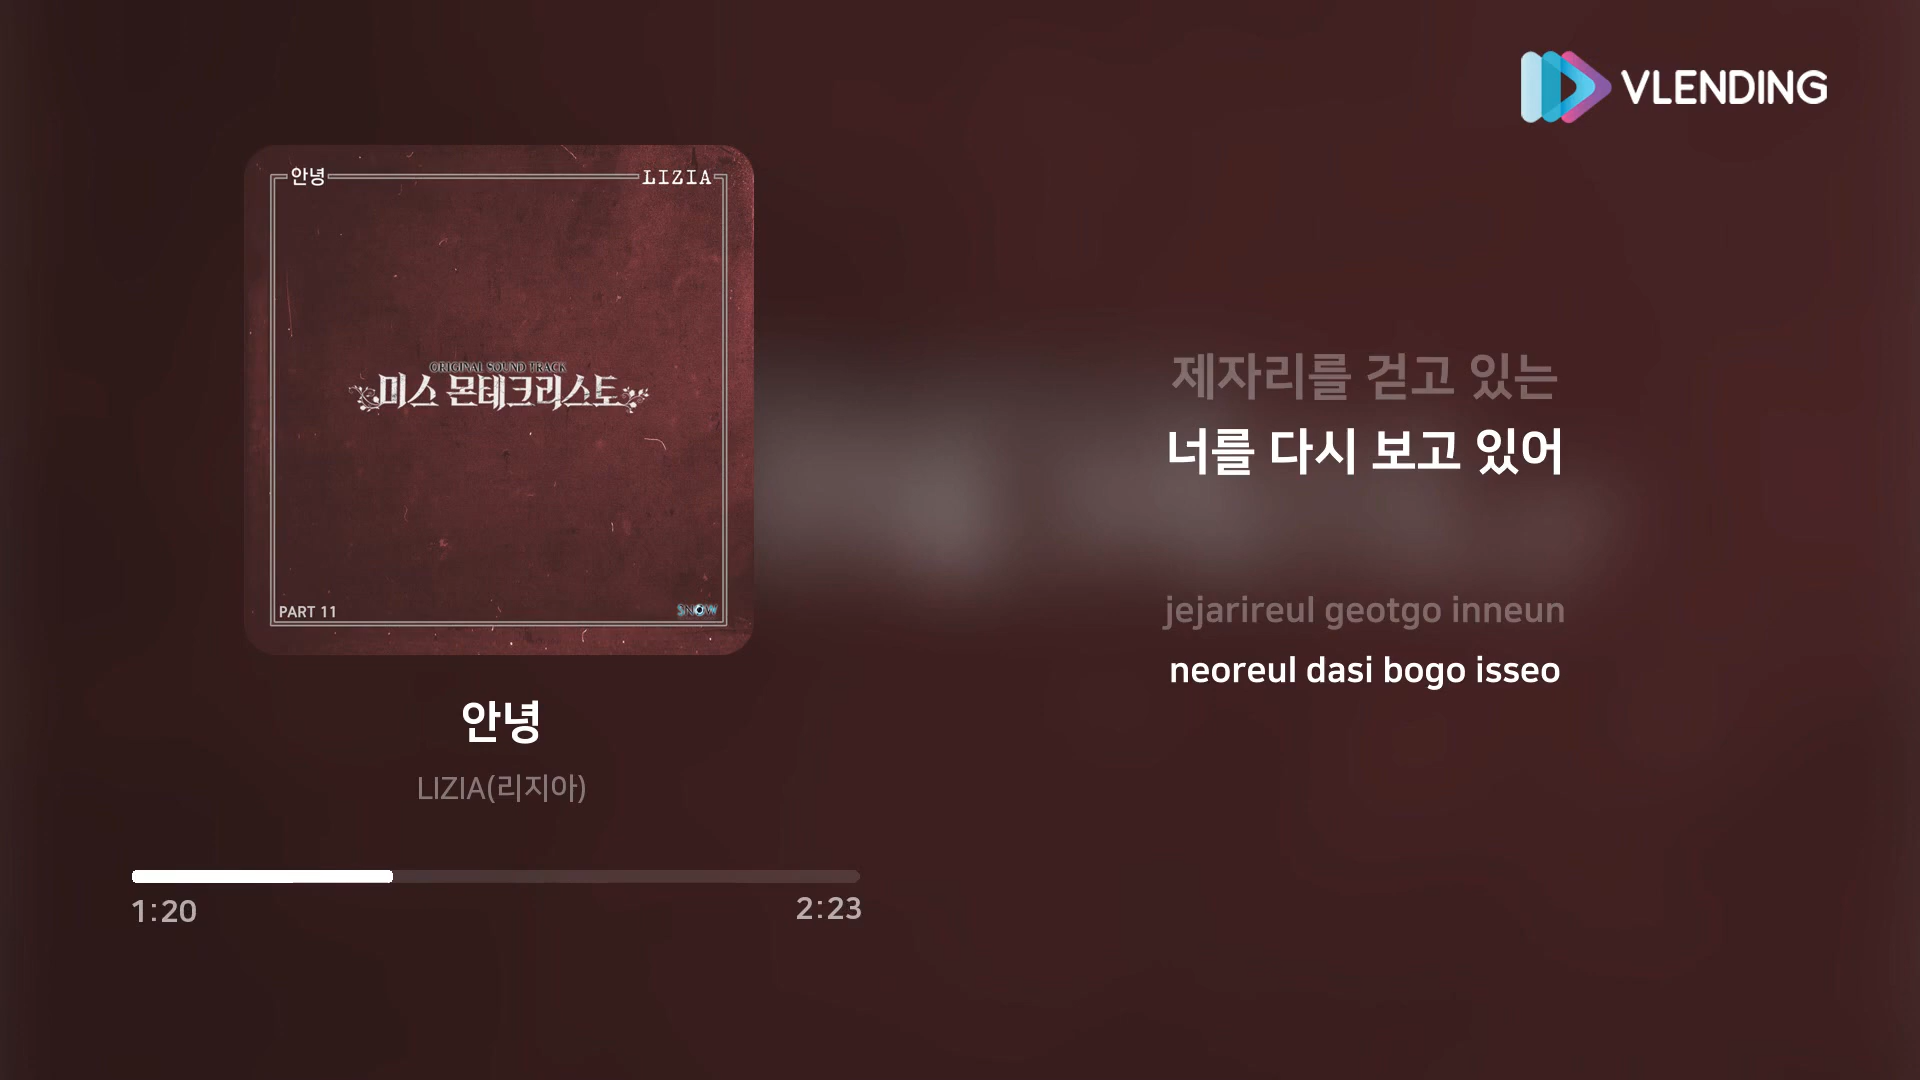 VLENDING
안녕
LIZIA
ORIGINAL SOUND TRACK
미스 몬테크리스토
PART 11
SNOW
안녕
LIZIA(리지아)
1:20
2:23
제자리를 걷고 있는
너를 다시 보고 있어
jejarireul geotgo inneun
neoreul dasi bogo isseo